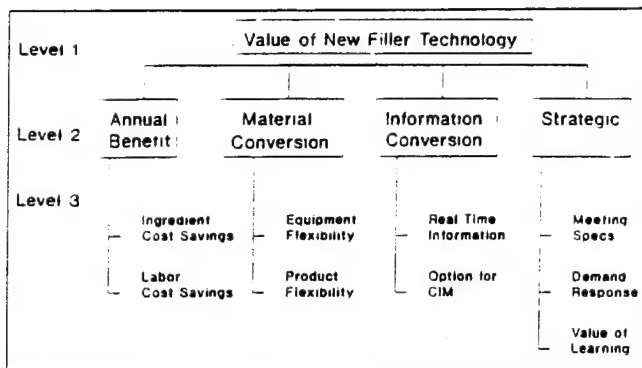 Level 1
Value of New Filler Technology
Level 2
Annual
Benefit
Material
Conversion
Information
Conversion
Strategic
Level 3
Ingredient
Cost Savings
Labor
Cost Savings
Equipment
Flexibility
Product
Flexibility
Real Time
Information
Option for
CIM
Meeting
Specs
Demand
Response
Value of
Learning